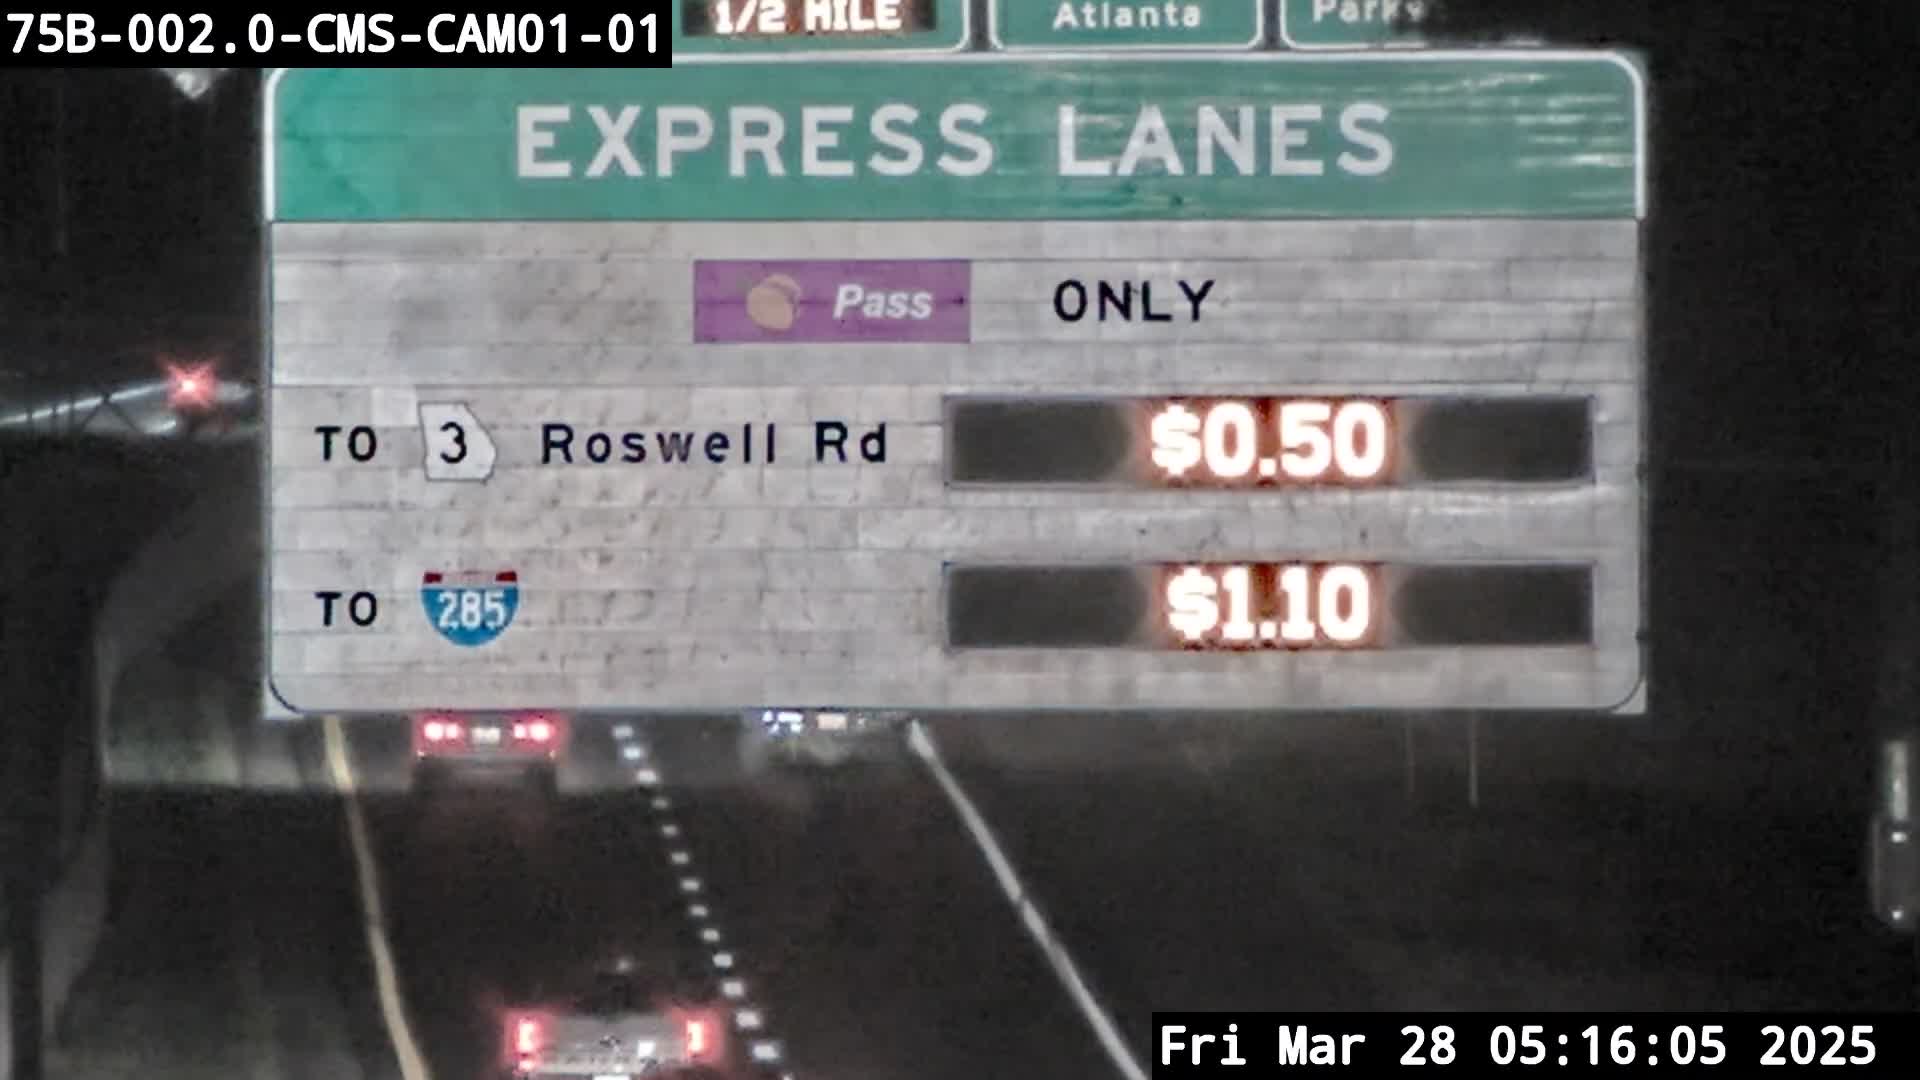 75B-002.0-CMS-CAM01-01
1/2 MILE
Atlanta
EXPRESS LANES
Pass ONLY
TO 3 Roswell Rd $0.50
TO 285 $1.10
Fri Mar 28 05:16:05 2025